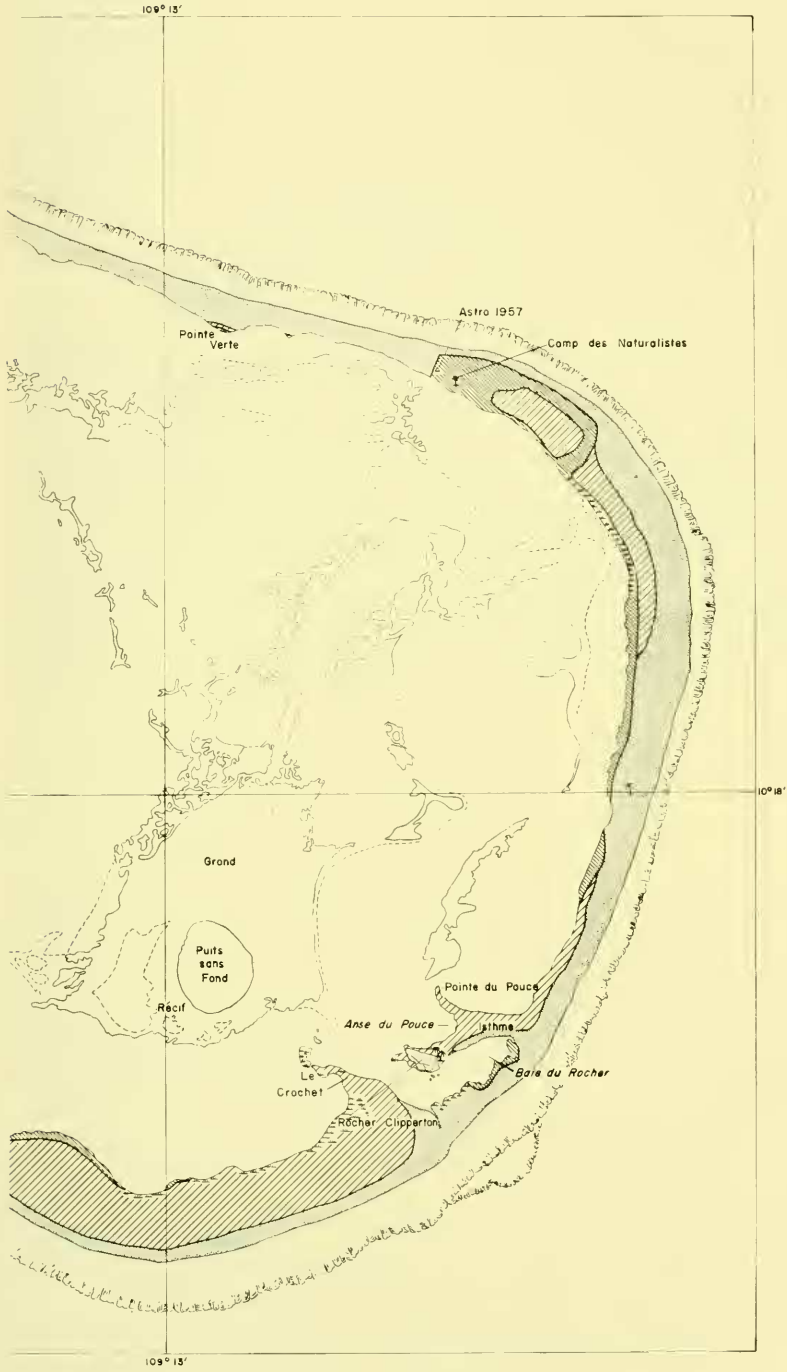 109° 13'
Astro 1957
Camp des Naturalistes
Pointe
Verte
10° 18'
Grand
Puits
sans
Fond
Récif
Pointe du Pouce
Anse du Pouce
Isthme
Baie du Rocher
Le
Crochet
Rocher Clipperton
109° 13'